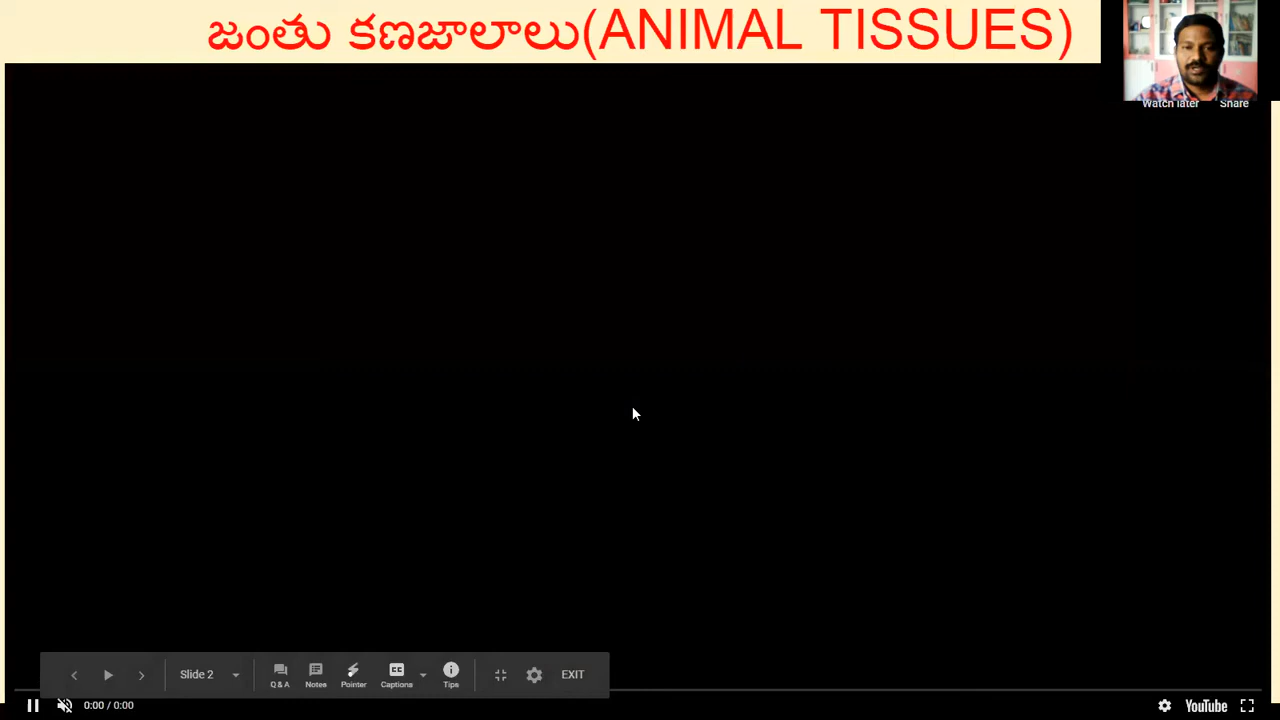 జంతు కణజాలాలు(ANIMAL TISSUES)
Watch later Share
Slide 2
Q & A Notes Pointer Captions Tips
EXIT
0:00 / 0:00
YouTube